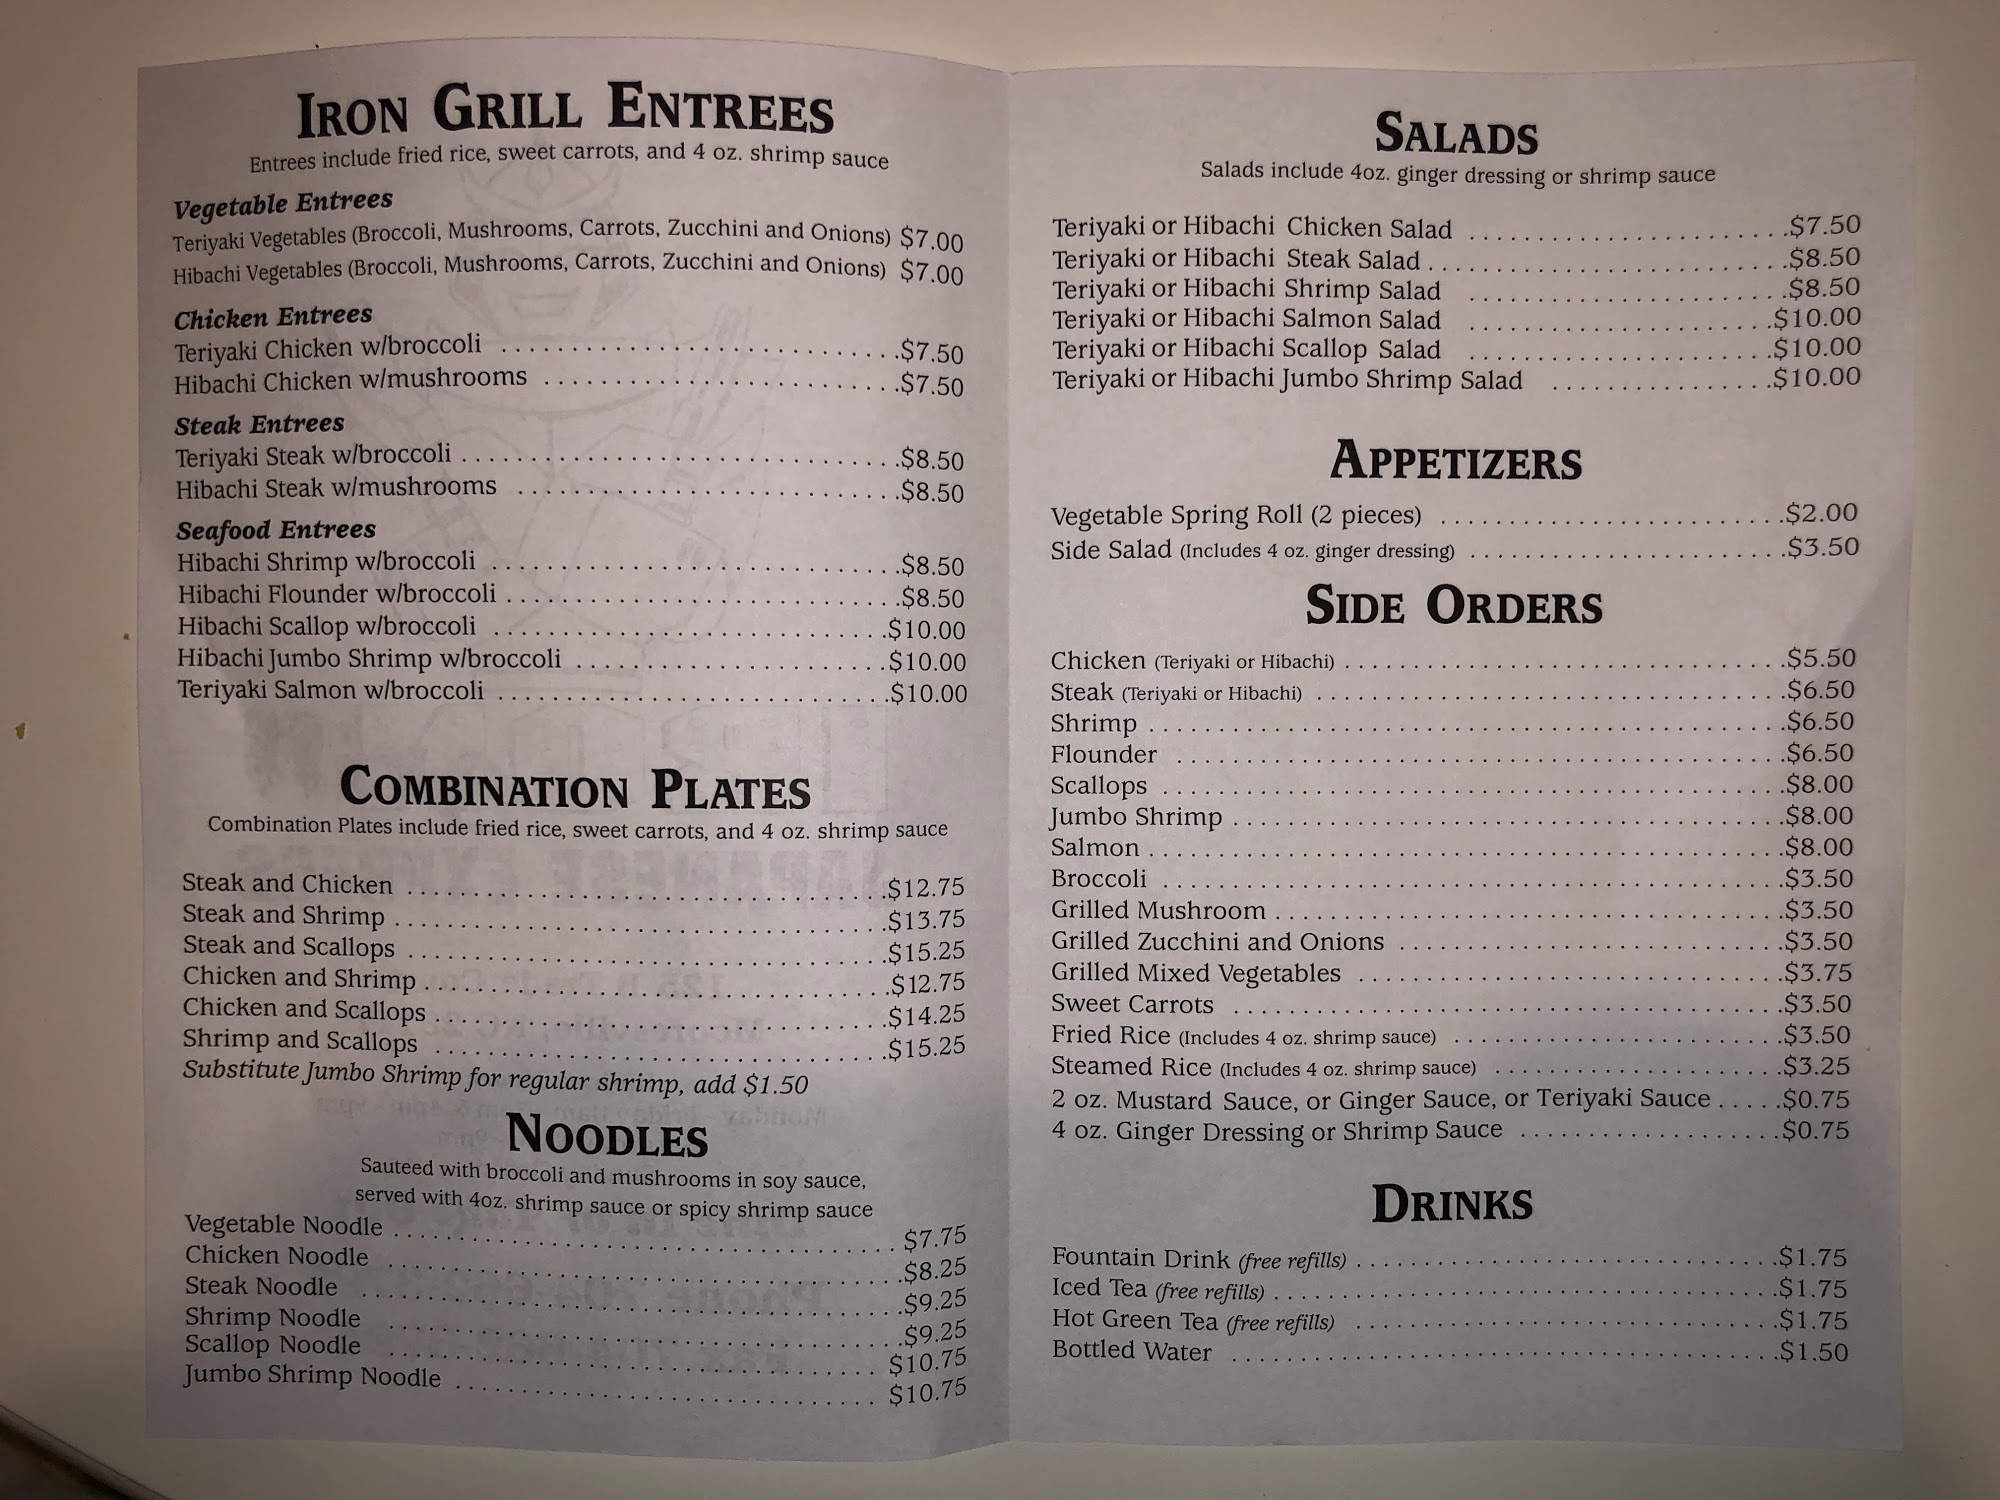 IRON GRILL ENTREES
Entrees include fried rice, sweet carrots, and 4 oz. shrimp sauce
Vegetable Entrees
Teriyaki Vegetables (Broccoli, Mushrooms, Carrots, Zucchini and Onions) $7.00
Hibachi Vegetables (Broccoli, Mushrooms, Carrots, Zucchini and Onions) $7.00
Chicken Entrees
Teriyaki Chicken w/broccoli $7.50
Hibachi Chicken w/mushrooms $7.50
Steak Entrees
Teriyaki Steak w/broccoli $8.50
Hibachi Steak w/mushrooms $8.50
Seafood Entrees
Hibachi Shrimp w/broccoli $8.50
Hibachi Flounder w/broccoli $8.50
Hibachi Scallop w/broccoli $10.00
Hibachi Jumbo Shrimp w/broccoli $10.00
Teriyaki Salmon w/broccoli $10.00
COMBINATION PLATES
Combination Plates include fried rice, sweet carrots, and 4 oz. shrimp sauce
Steak and Chicken $12.75
Steak and Shrimp $13.75
Steak and Scallops $15.25
Chicken and Shrimp $12.75
Chicken and Scallops $14.25
Shrimp and Scallops $15.25
Substitute Jumbo Shrimp for regular shrimp, add $1.50
NOODLES
Sauteed with broccoli and mushrooms in soy sauce,
served with 4oz. shrimp sauce or spicy shrimp sauce
Vegetable Noodle $7.75
Chicken Noodle $8.25
Steak Noodle $9.25
Shrimp Noodle $9.25
Scallop Noodle $10.75
Jumbo Shrimp Noodle $10.75
SALADS
Salads include 4oz. ginger dressing or shrimp sauce
Teriyaki or Hibachi Chicken Salad $7.50
Teriyaki or Hibachi Steak Salad $8.50
Teriyaki or Hibachi Shrimp Salad $8.50
Teriyaki or Hibachi Salmon Salad $10.00
Teriyaki or Hibachi Scallop Salad $10.00
Teriyaki or Hibachi Jumbo Shrimp Salad $10.00
APPETIZERS
Vegetable Spring Roll (2 pieces) $2.00
Side Salad (Includes 4 oz. ginger dressing) $3.50
SIDE ORDERS
Chicken (Teriyaki or Hibachi) $5.50
Steak (Teriyaki or Hibachi) $6.50
Shrimp $6.50
Flounder $6.50
Scallops $8.00
Jumbo Shrimp $8.00
Salmon $8.00
Broccoli $3.50
Grilled Mushroom $3.50
Grilled Zucchini and Onions $3.50
Grilled Mixed Vegetables $3.75
Sweet Carrots $3.50
Fried Rice (Includes 4 oz. shrimp sauce) $3.50
Steamed Rice (Includes 4 oz. shrimp sauce) $3.25
2 oz. Mustard Sauce, or Ginger Sauce, or Teriyaki Sauce $0.75
4 oz. Ginger Dressing or Shrimp Sauce $0.75
DRINKS
Fountain Drink (free refills) $1.75
Iced Tea (free refills) $1.75
Hot Green Tea (free refills) $1.75
Bottled Water $1.50